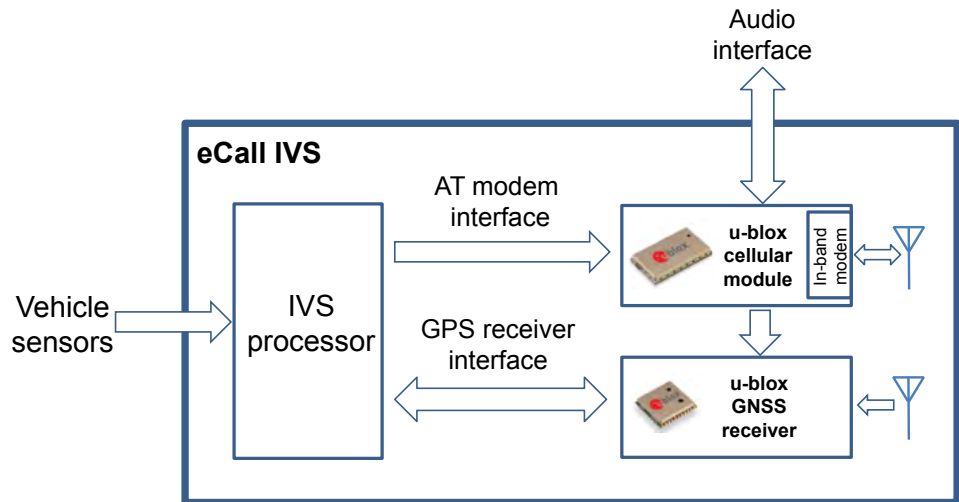 Audio
interface
eCall IVS
AT modem
interface
u-blox
cellular
module
In-band
modem
Vehicle
sensors
IVS
processor
GPS receiver
interface
u-blox
GNSS
receiver